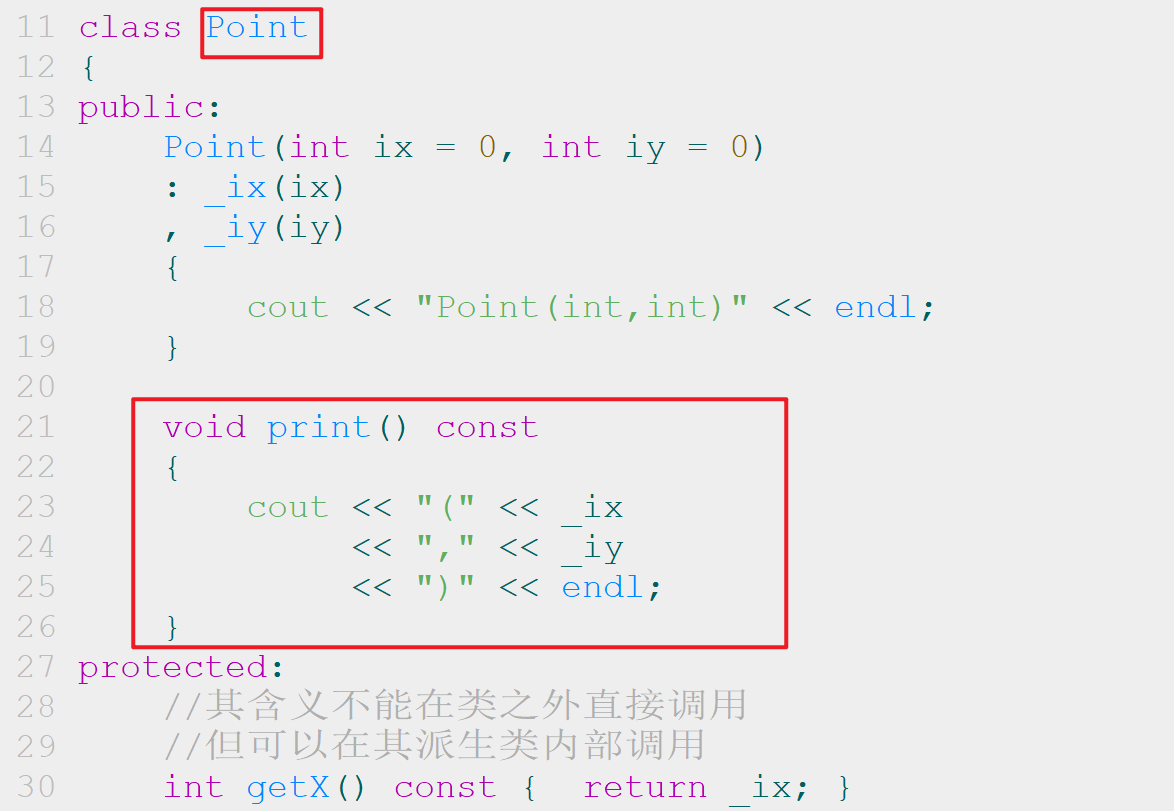 11 class Point
12 {
13 public:
14     Point(int ix = 0, int iy = 0)
15     : _ix(ix)
16     , _iy(iy)
17     {
18         cout << "Point(int,int)" << endl;
19     }
20
21     void print() const
22     {
23         cout << "(" << _ix
24              << "," << _iy
25              << ")" << endl;
26     }
27 protected:
28     //其含义不能在类之外直接调用
29     //但可以在其派生类内部调用
30     int getX() const {  return _ix; }